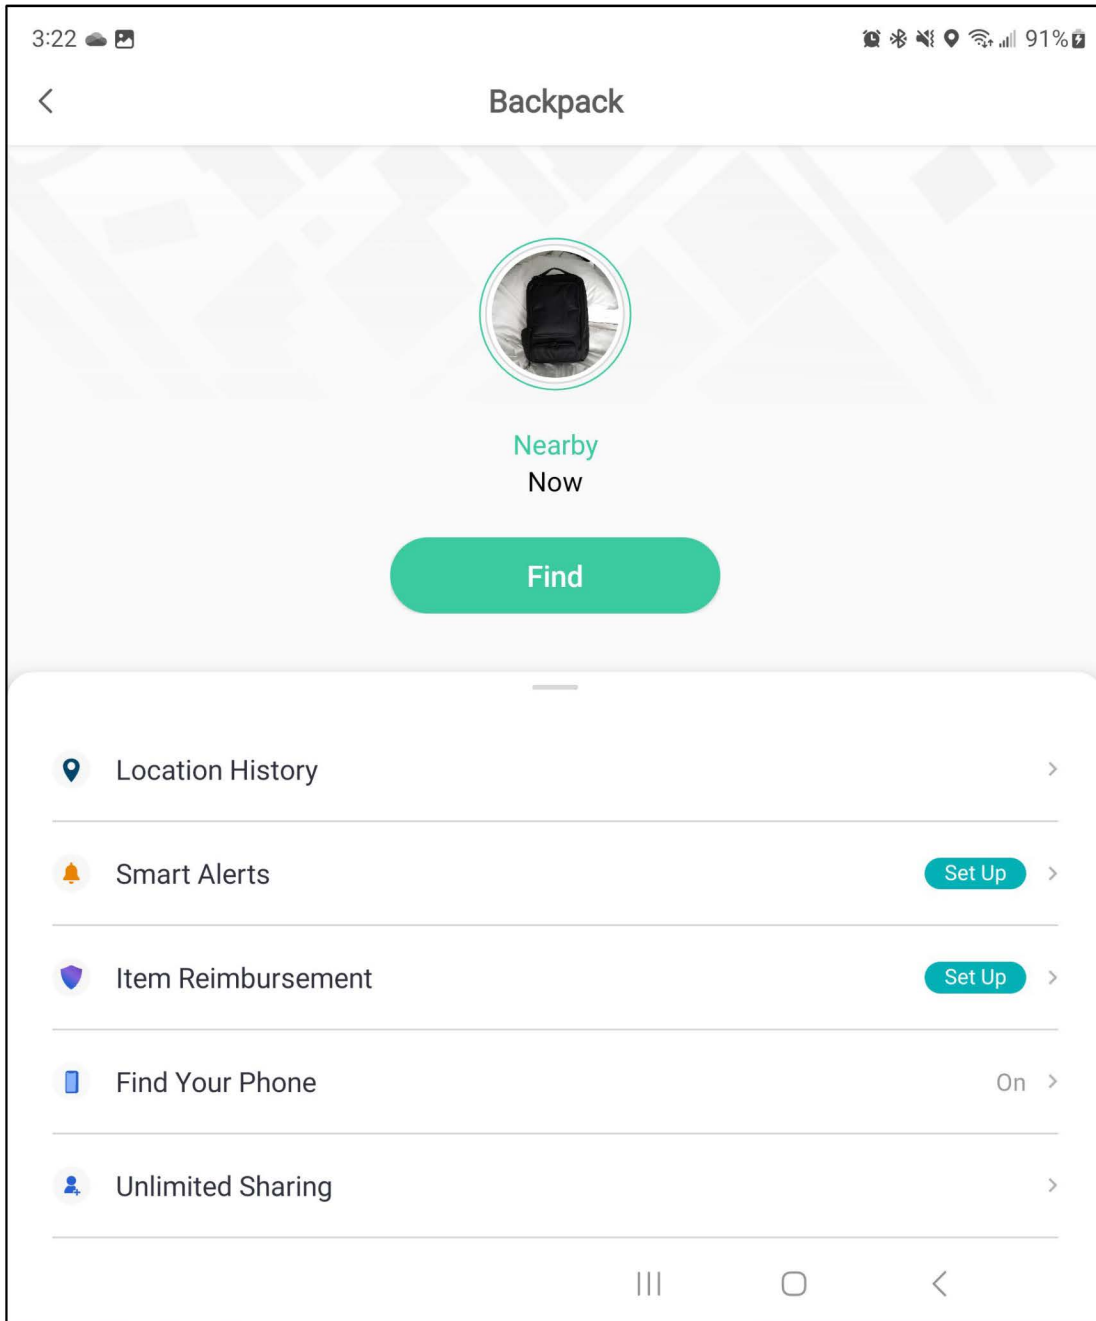 3:22 91%
Backpack
Nearby
Now
Find
Location History
Smart Alerts Set Up
Item Reimbursement Set Up
Find Your Phone On
Unlimited Sharing